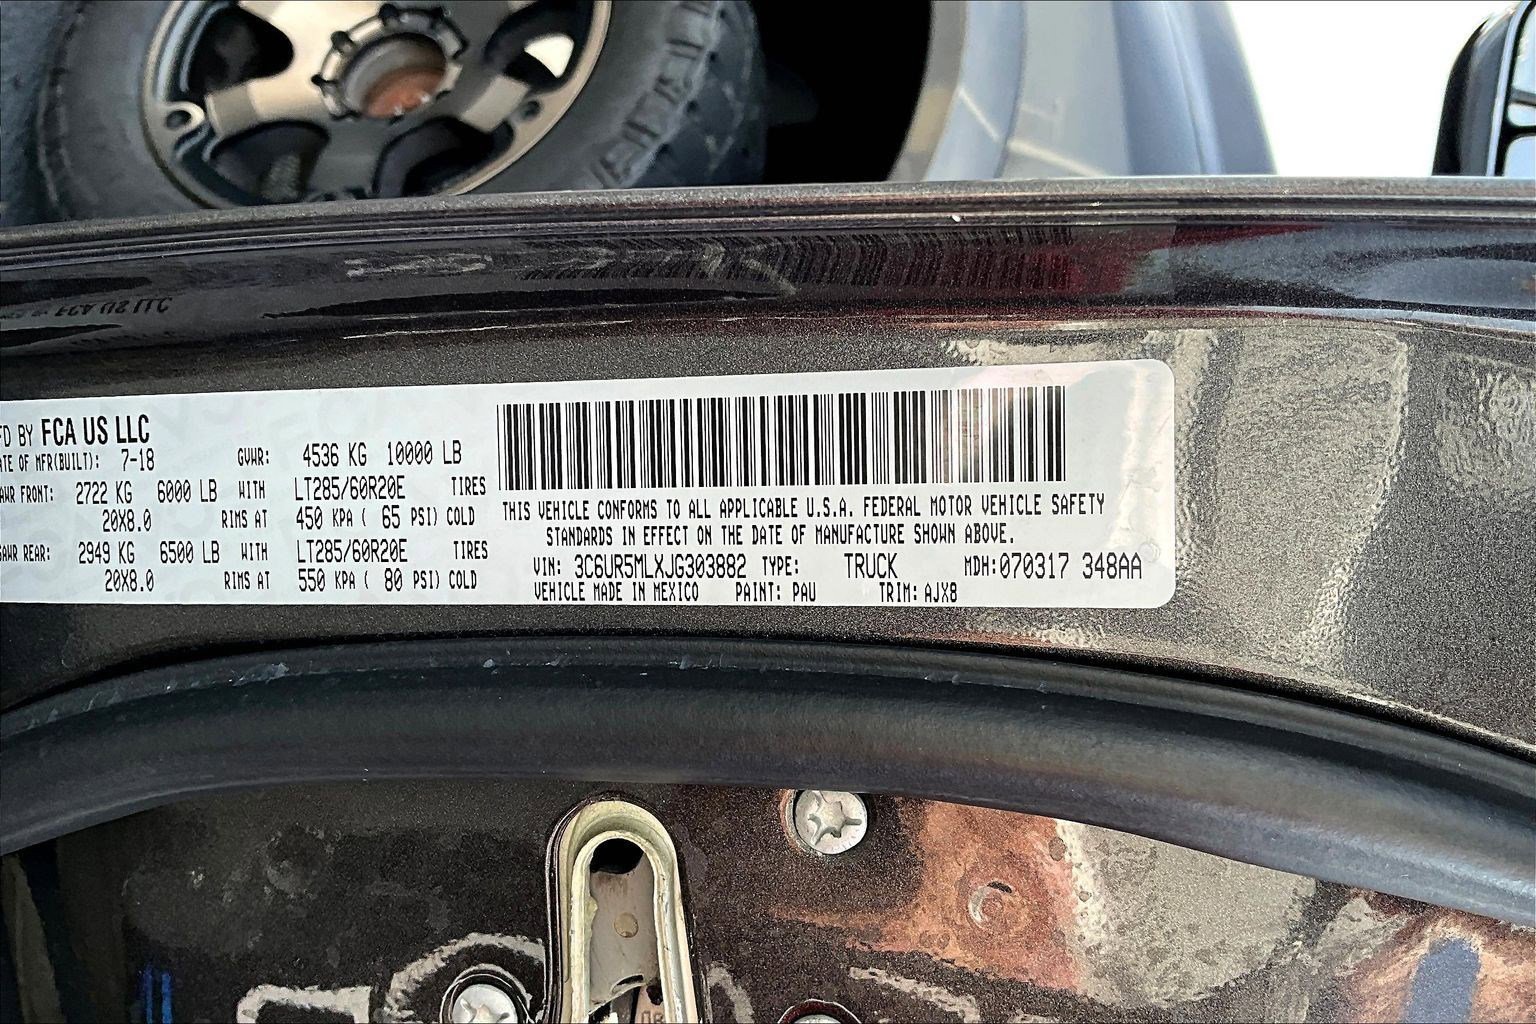 FD BY FCA US LLC
ATE OF MFR(BUILT): 7-18 GVWR: 4536 KG 10000 LB
AWR FRONT: 2722 KG 6000 LB WITH LT285/60R20E TIRES
20X8.0 RIMS AT 450 KPA ( 65 PSI) COLD
GAWR REAR: 2949 KG 6500 LB WITH LT285/60R20E TIRES
20X8.0 RIMS AT 550 KPA ( 80 PSI) COLD
THIS VEHICLE CONFORMS TO ALL APPLICABLE U.S.A. FEDERAL MOTOR VEHICLE SAFETY
STANDARDS IN EFFECT ON THE DATE OF MANUFACTURE SHOWN ABOVE.
VIN: 3C6UR5MLXJG303882 TYPE: TRUCK MDH:070317 348AA
VEHICLE MADE IN MEXICO PAINT: PAU TRIM: AJX8